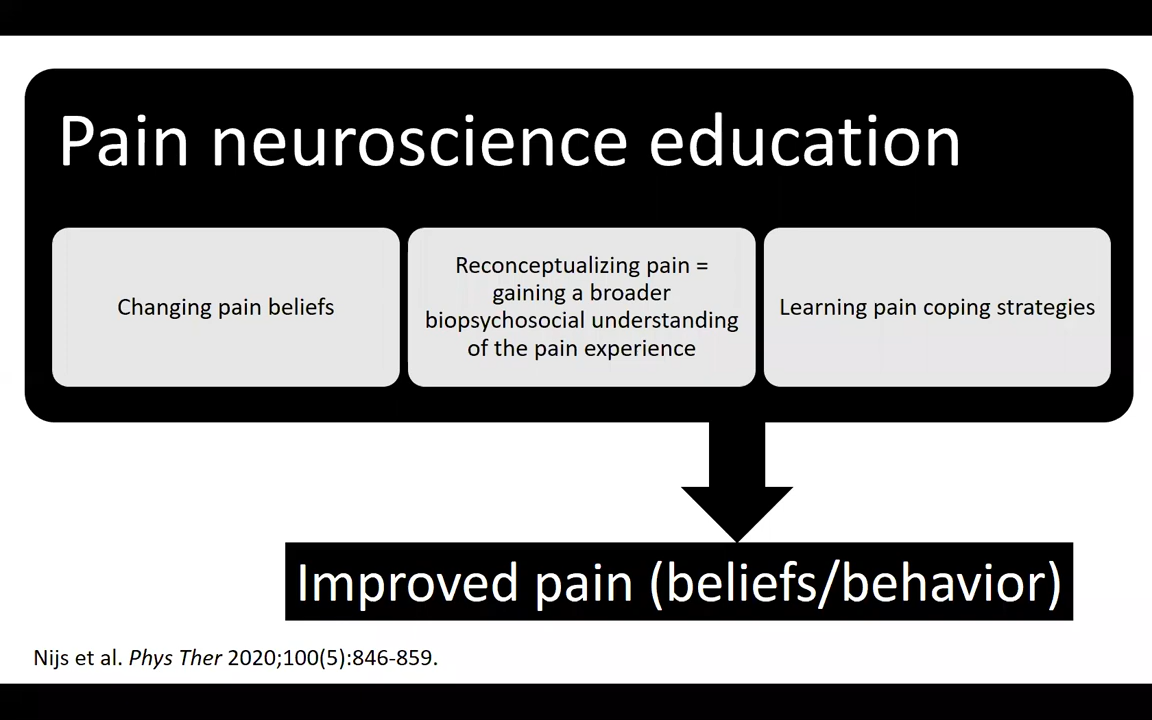 Pain neuroscience education
Changing pain beliefs
Reconceptualizing pain =
gaining a broader
biopsychosocial understanding
of the pain experience
Learning pain coping strategies
Improved pain (beliefs/behavior)
Nijs et al. Phys Ther 2020;100(5):846-859.